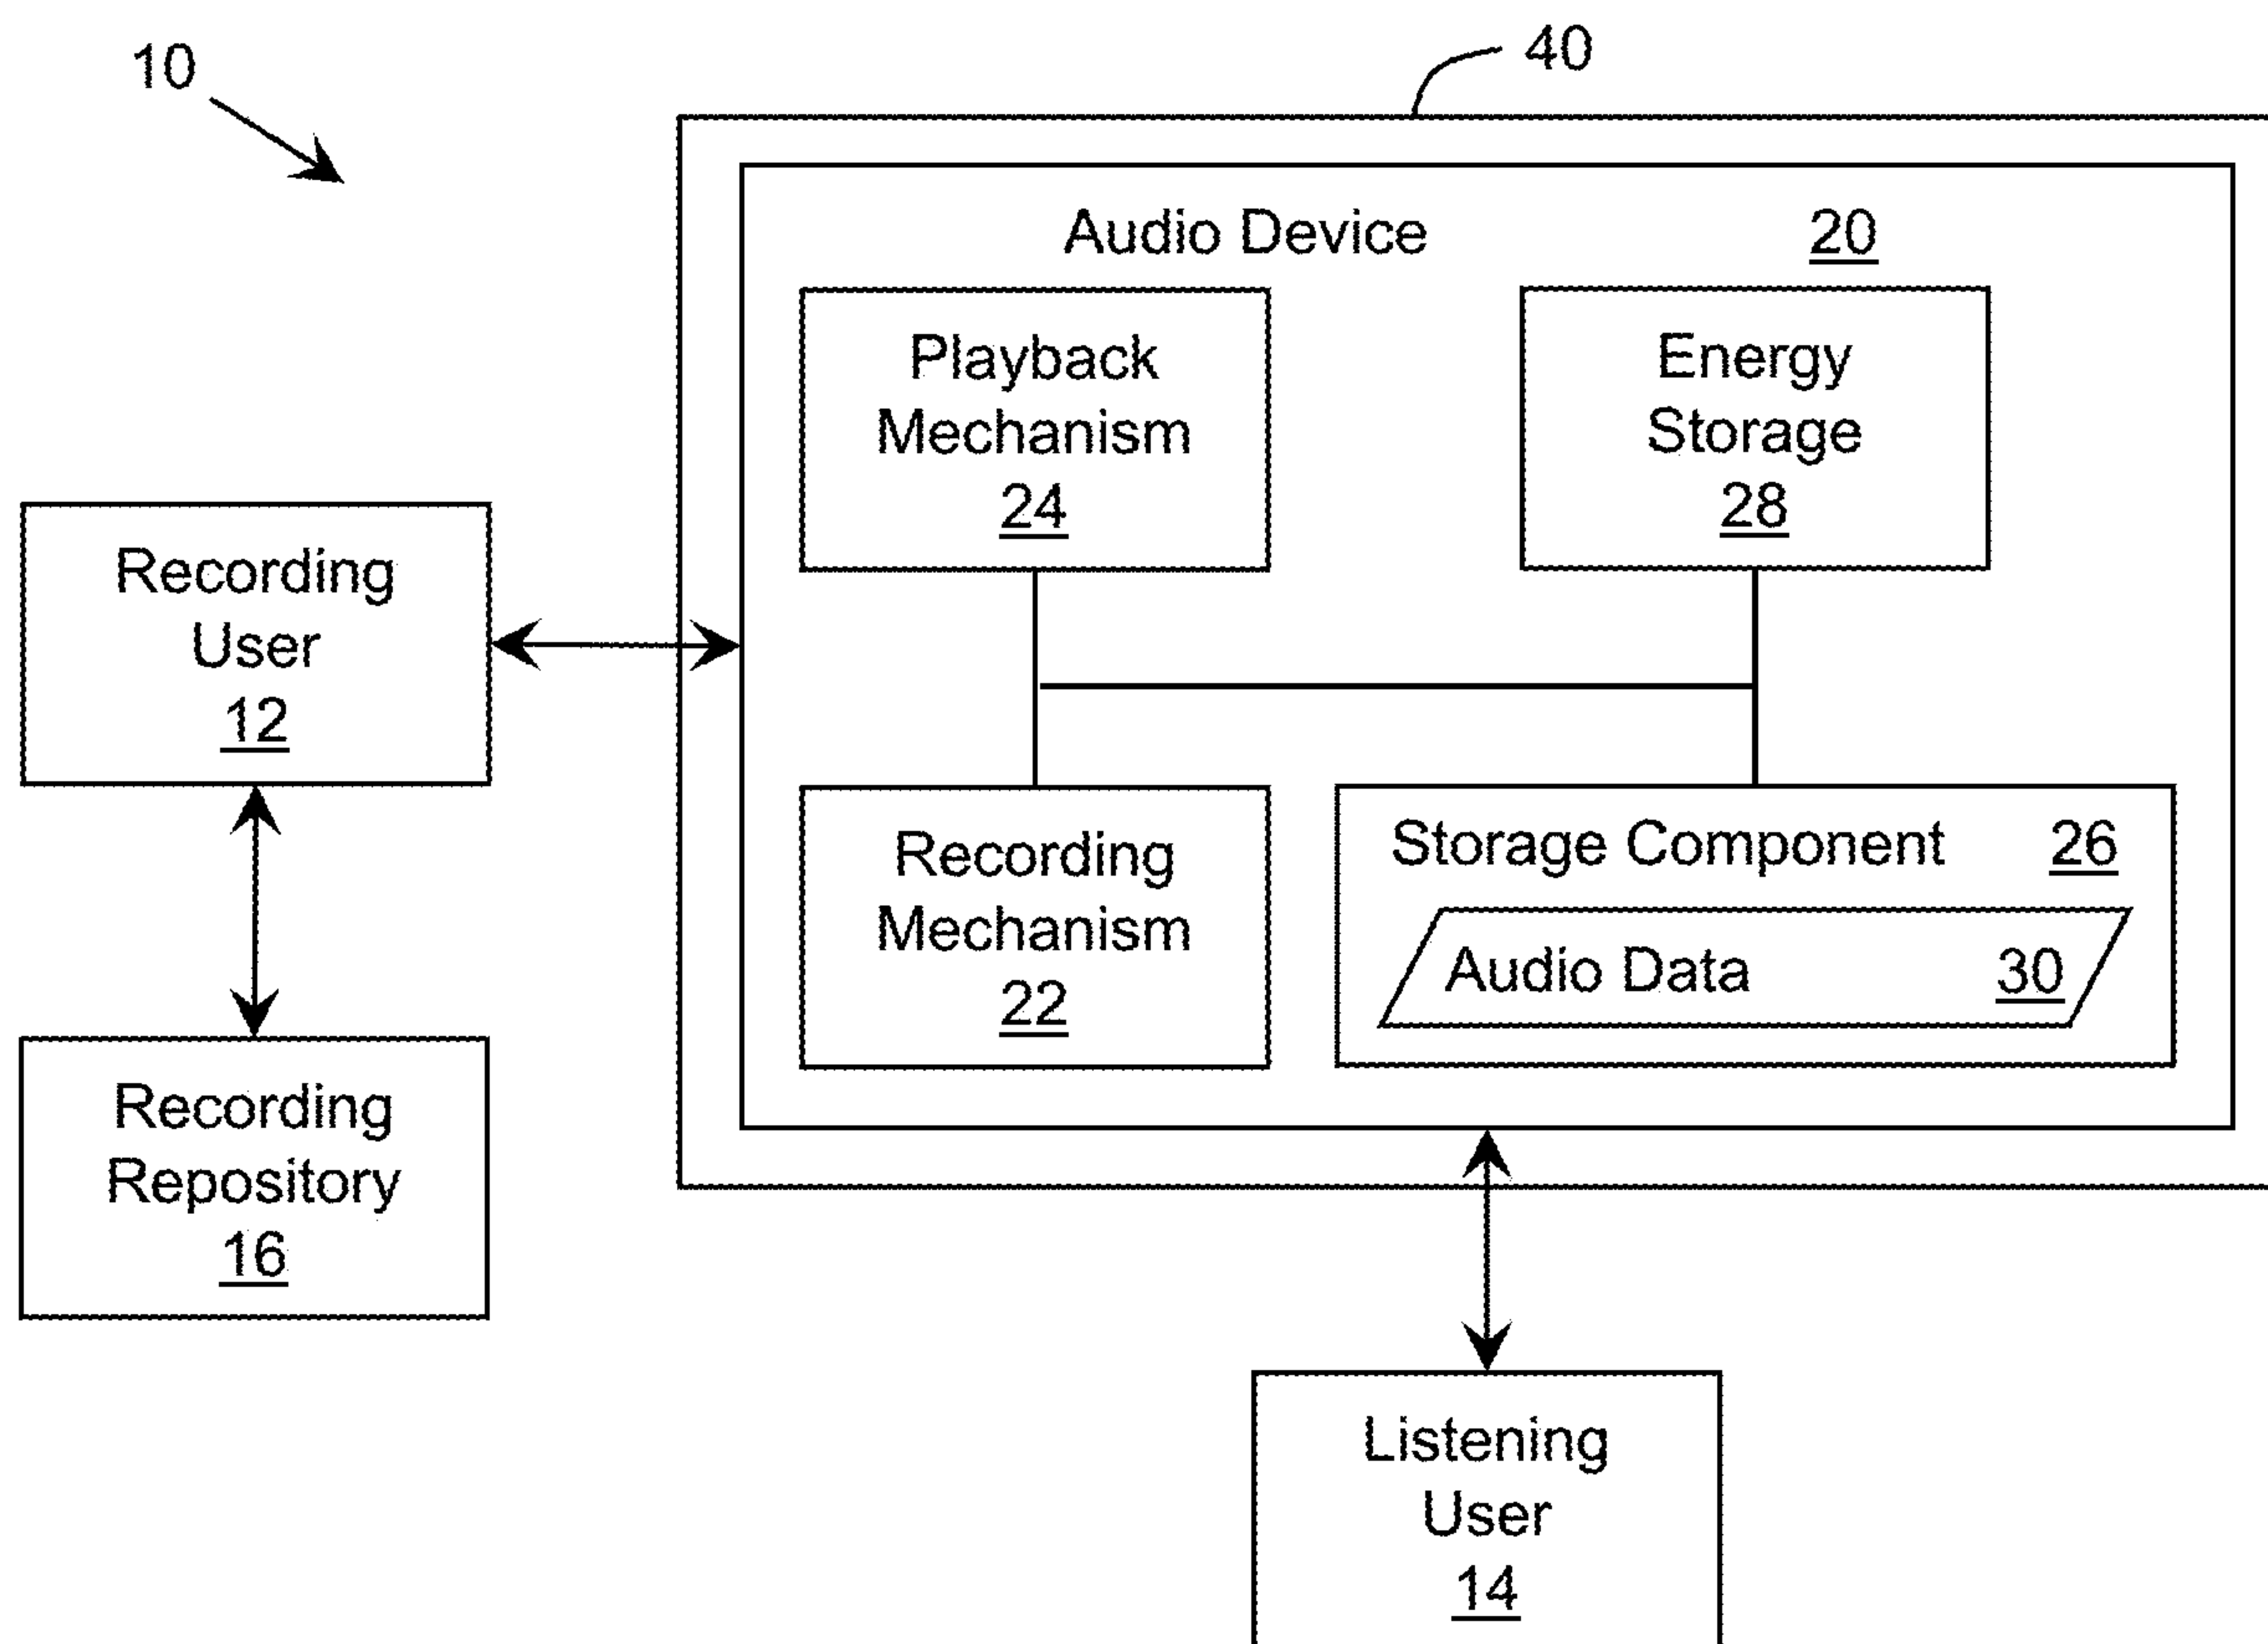 10
40
Audio Device 20
Playback
Mechanism
24
Energy
Storage
28
Recording
User
12
Recording
Mechanism
22
Storage Component 26
Audio Data 30
Recording
Repository
16
Listening
User
14